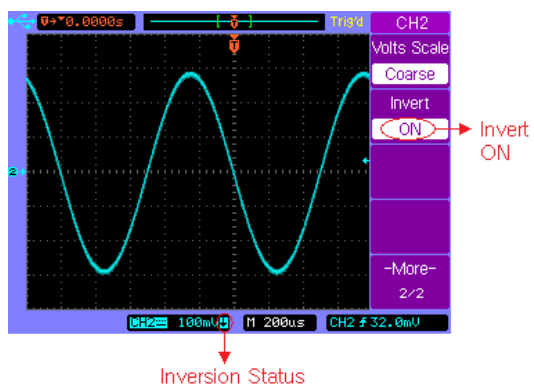 0.0000s
Trig'd
CH2
Volts Scale
Coarse
Invert
ON
Invert
ON
-More-
2/2
2
CH2 100mV
M 200us
CH2 32.0mV
Inversion Status